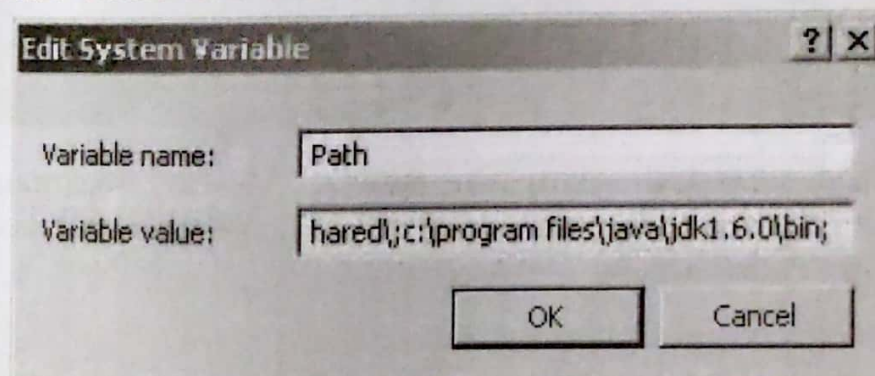 Edit System Variable ? ×
Variable name: Path
Variable value: hared\;c:\program files\java\jdk1.6.0\bin;
OK Cancel